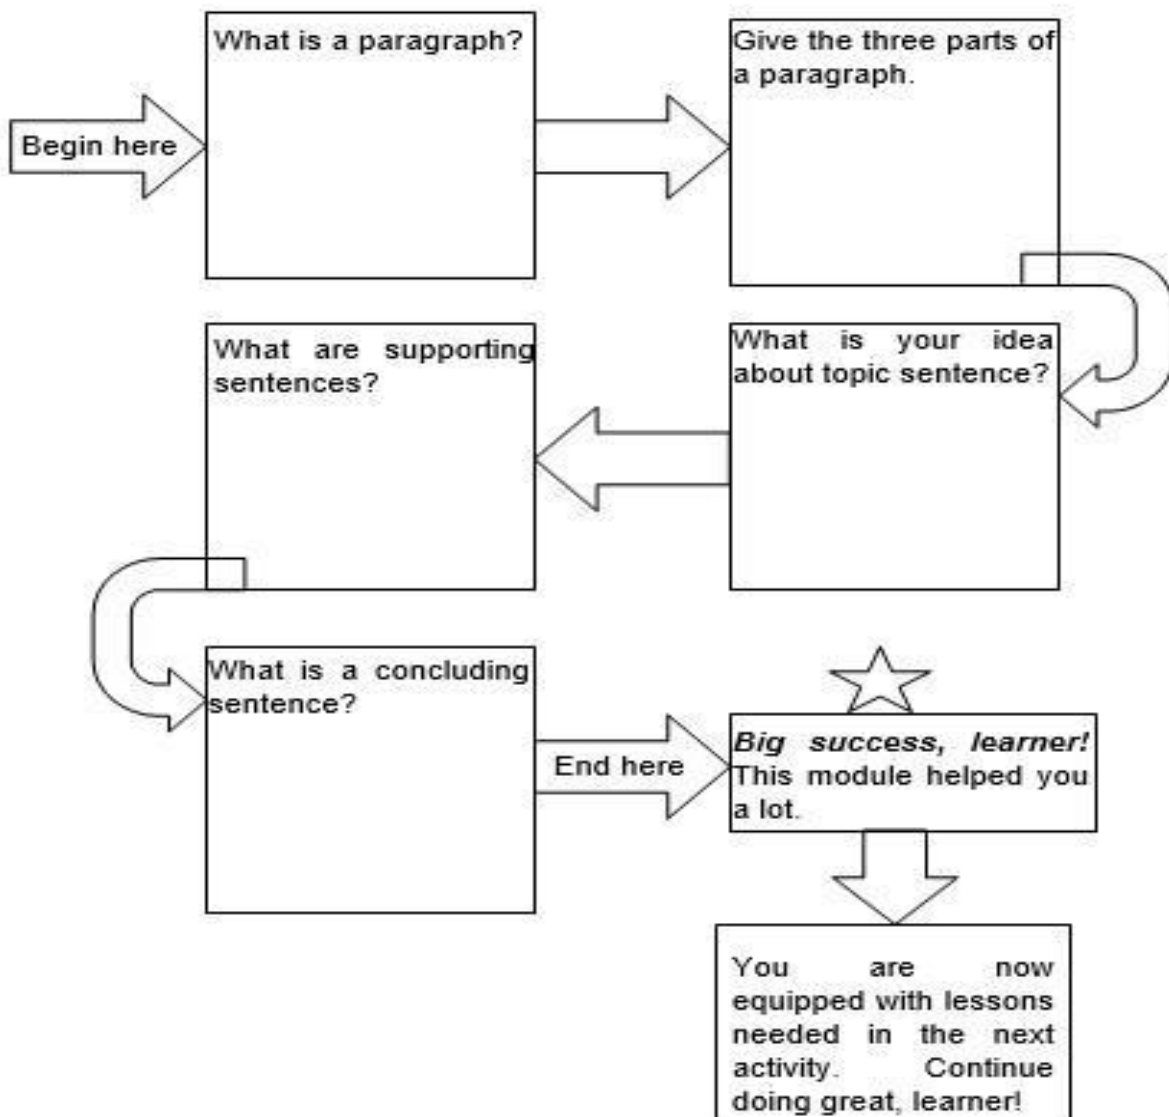 Begin here
What is a paragraph?
Give the three parts of
a paragraph.
What is your idea
about topic sentence?
What are supporting
sentences?
What is a concluding
sentence?
End here
Big success, learner!
This module helped you
a lot.
You are now
equipped with lessons
needed in the next
activity. Continue
doing great, learner!